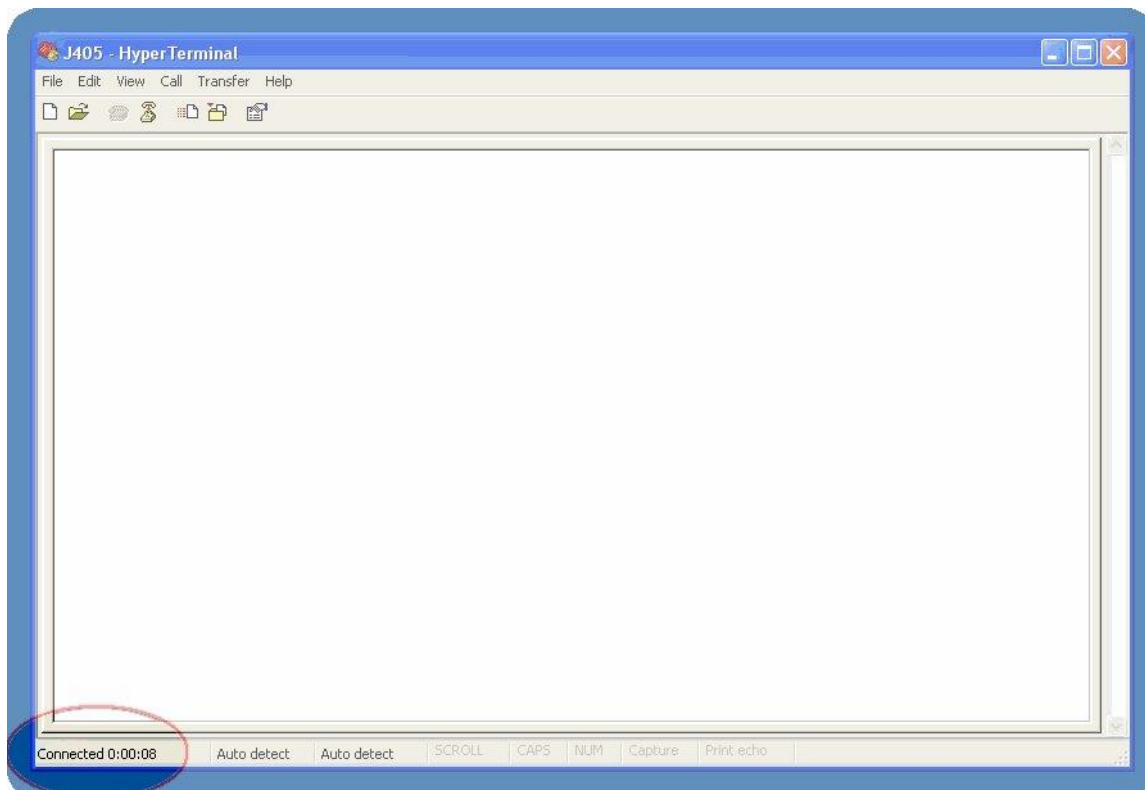 J405 - HyperTerminal
File Edit View Call Transfer Help
Connected 0:00:08 Auto detect Auto detect SCROLL CAPS NUM Capture Print echo